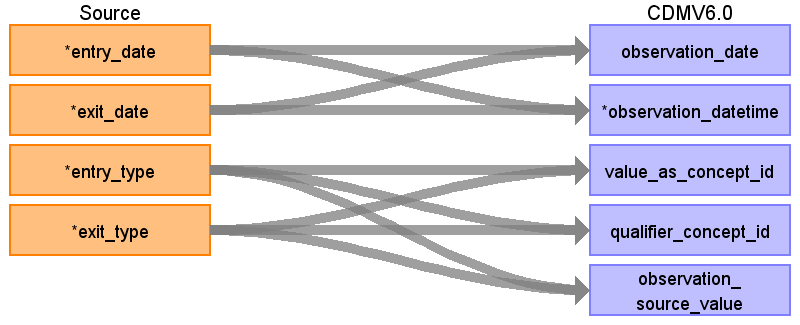 Source
CDMV6.0
*entry_date
observation_date
*exit_date
*observation_datetime
*entry_type
value_as_concept_id
*exit_type
qualifier_concept_id
observation_
source_value